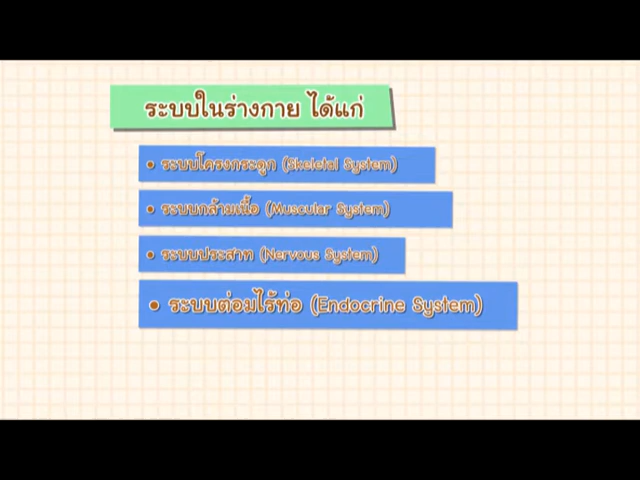 ระบบในร่างกาย ได้แก่
• ระบบโครงกระดูก (Skeletal System)
• ระบบกล้ามเนื้อ (Muscular System)
• ระบบประสาท (Nervous System)
• ระบบต่อมไร้ท่อ (Endocrine System)